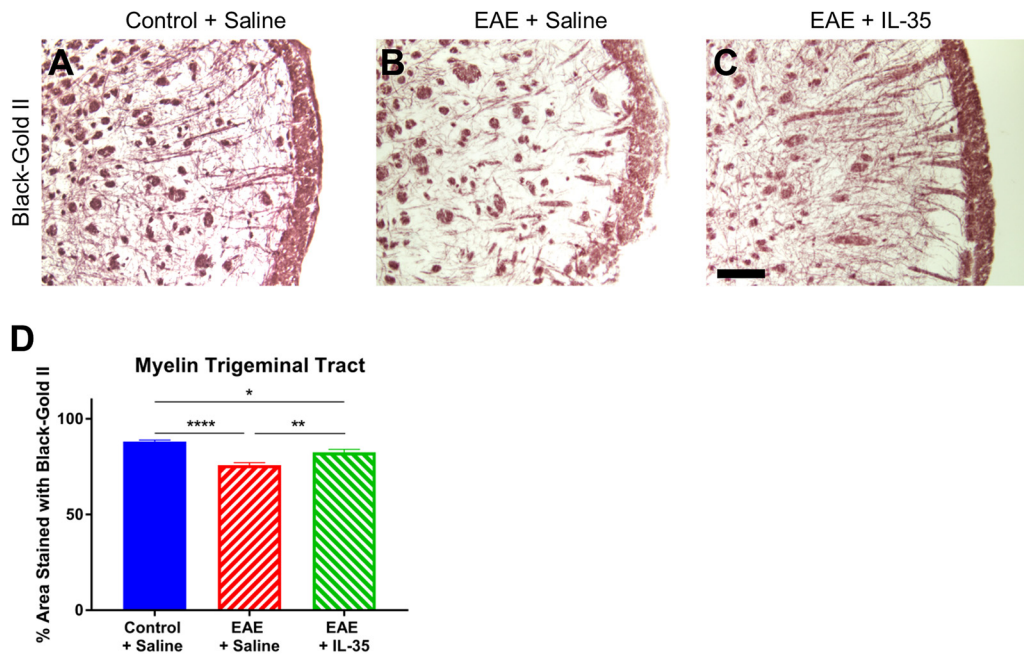 Control + Saline
EAE + Saline
EAE + IL-35
Black-Gold II
A
B
C
D
Myelin Trigeminal Tract
% Area Stained with Black-Gold II
100
50
0
*
****
**
Control
+ Saline
EAE
+ Saline
EAE
+ IL-35